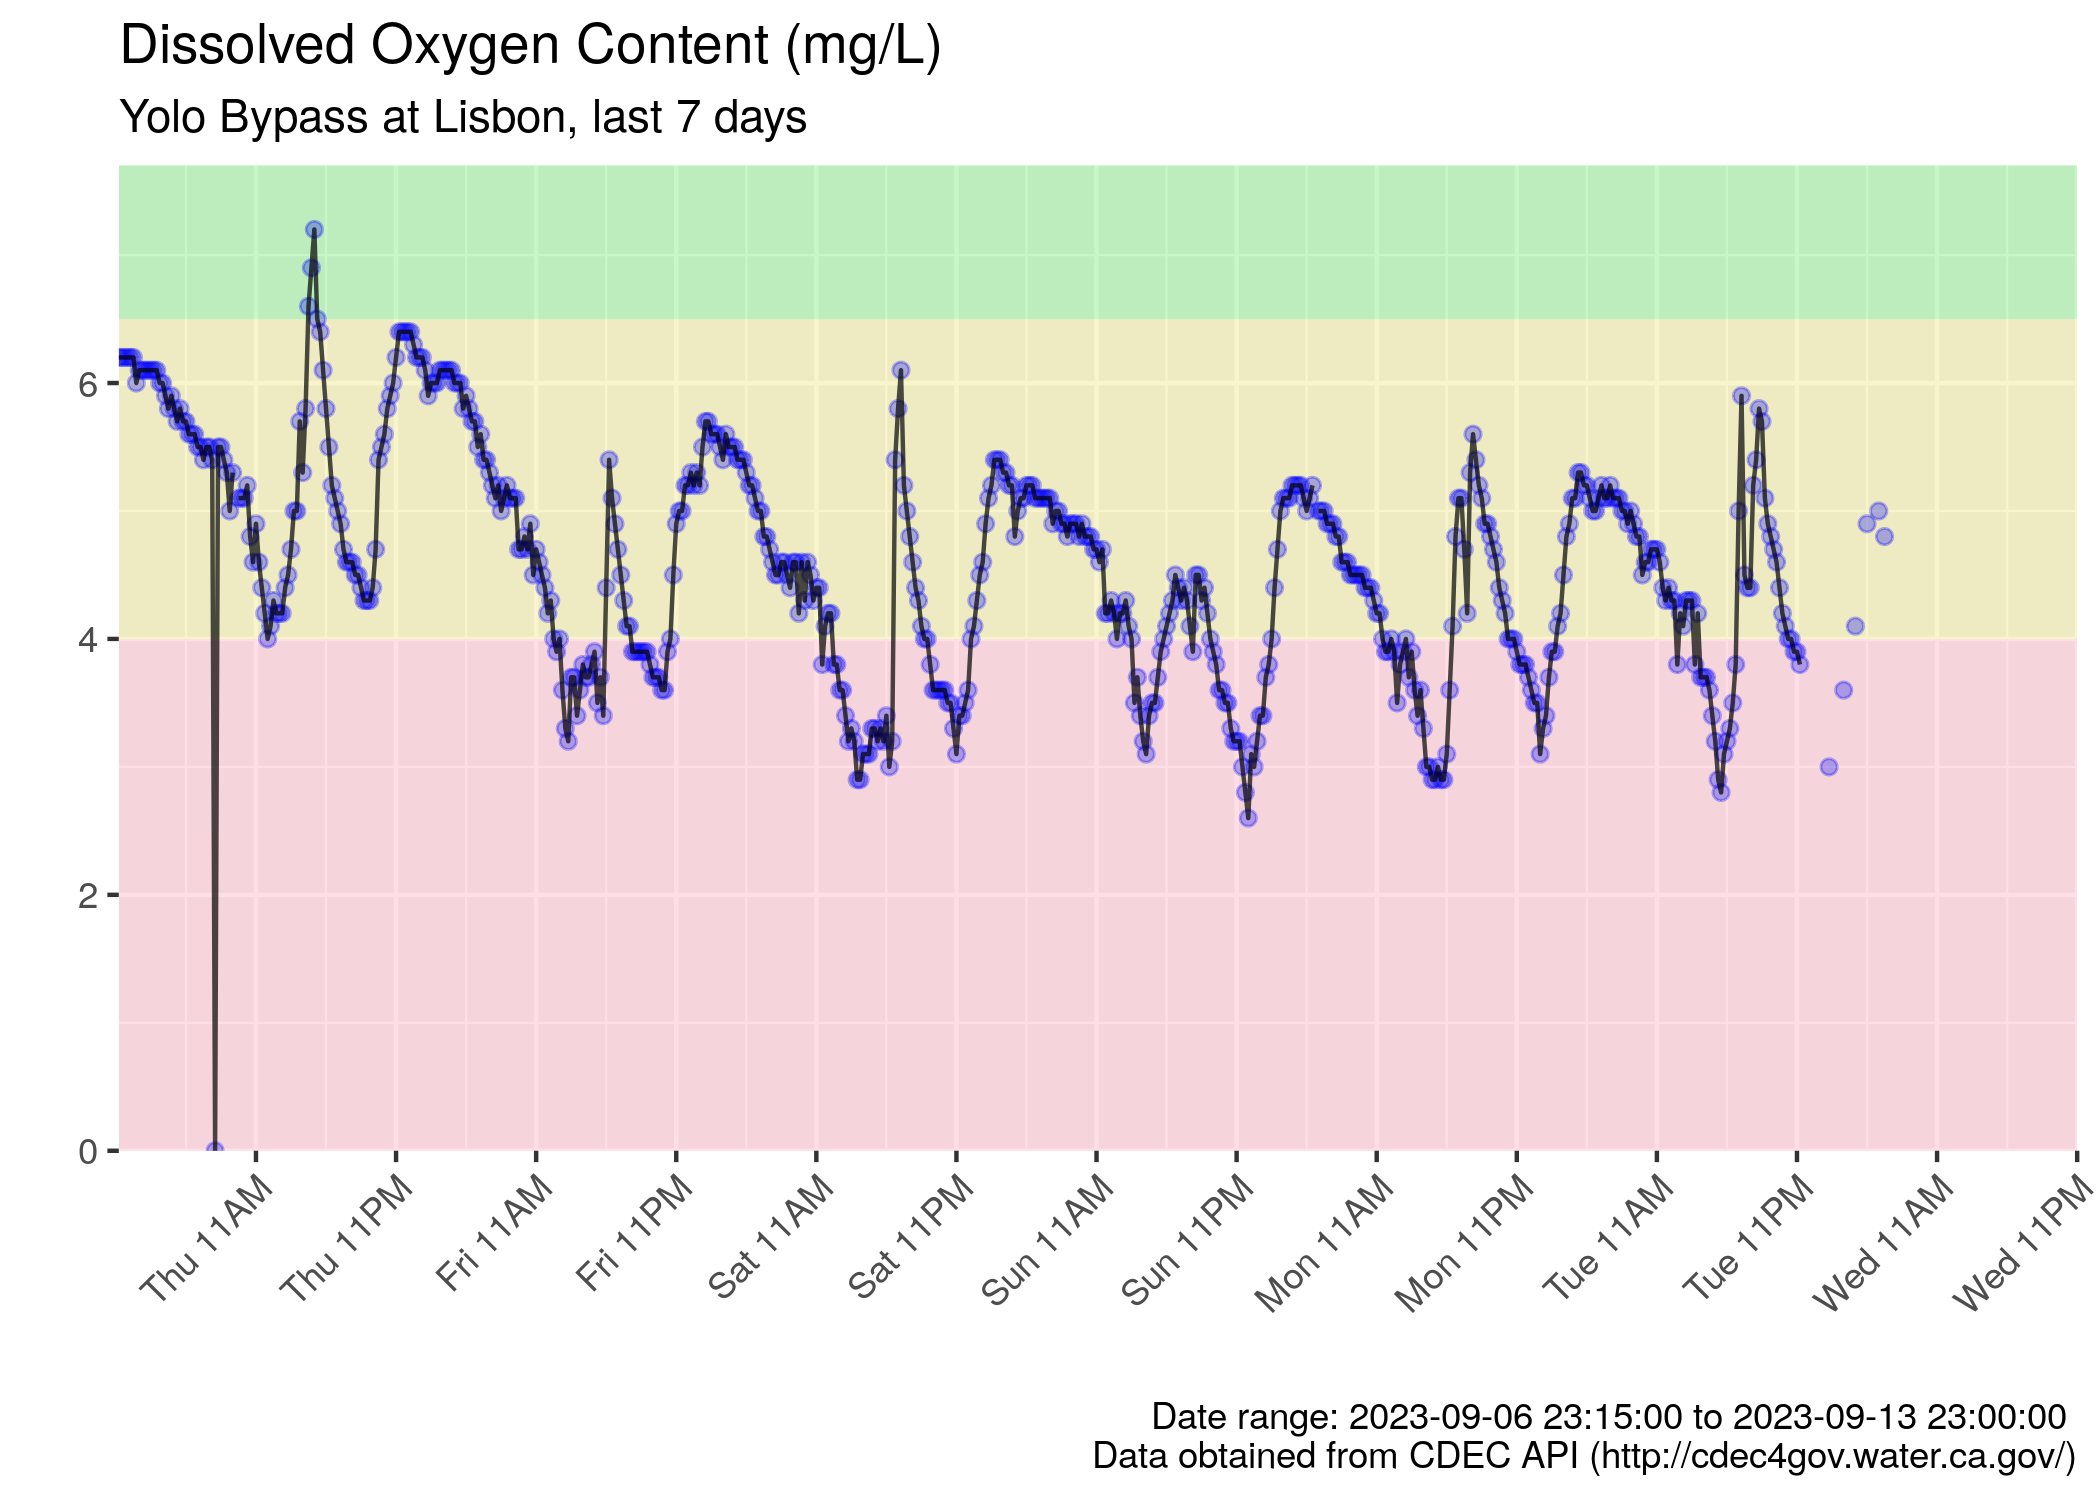 Dissolved Oxygen Content (mg/L)
Yolo Bypass at Lisbon, last 7 days
6
4
2
0
Thu 11AM
Thu 11PM
Fri 11AM
Fri 11PM
Sat 11AM
Sat 11PM
Sun 11AM
Sun 11PM
Mon 11AM
Mon 11PM
Tue 11AM
Tue 11PM
Wed 11AM
Wed 11PM
Date range: 2023-09-06 23:15:00 to 2023-09-13 23:00:00
Data obtained from CDEC API (http://cdec4gov.water.ca.gov/)